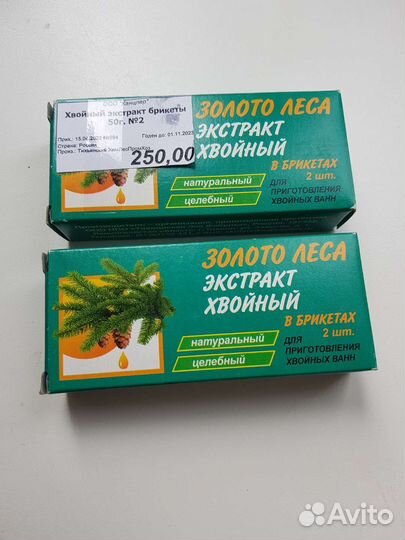 ООО "Канцлер"
Хвойный экстракт брикеты
50г. №2
Годен до: 01.11.2023
Страна: Россия
250,00
ЗОЛОТО ЛЕСА
ЭКСТРАКТ
ХВОЙНЫЙ
В БРИКЕТАХ
2 шт.
натуральный
целебный
ДЛЯ
ПРИГОТОВЛЕНИЯ
ХВОЙНЫХ ВАНН
ЗОЛОТО ЛЕСА
ЭКСТРАКТ
ХВОЙНЫЙ
В БРИКЕТАХ
2 шт.
натуральный
целебный
ДЛЯ
ПРИГОТОВЛЕНИЯ
ХВОЙНЫХ ВАНН
Avito